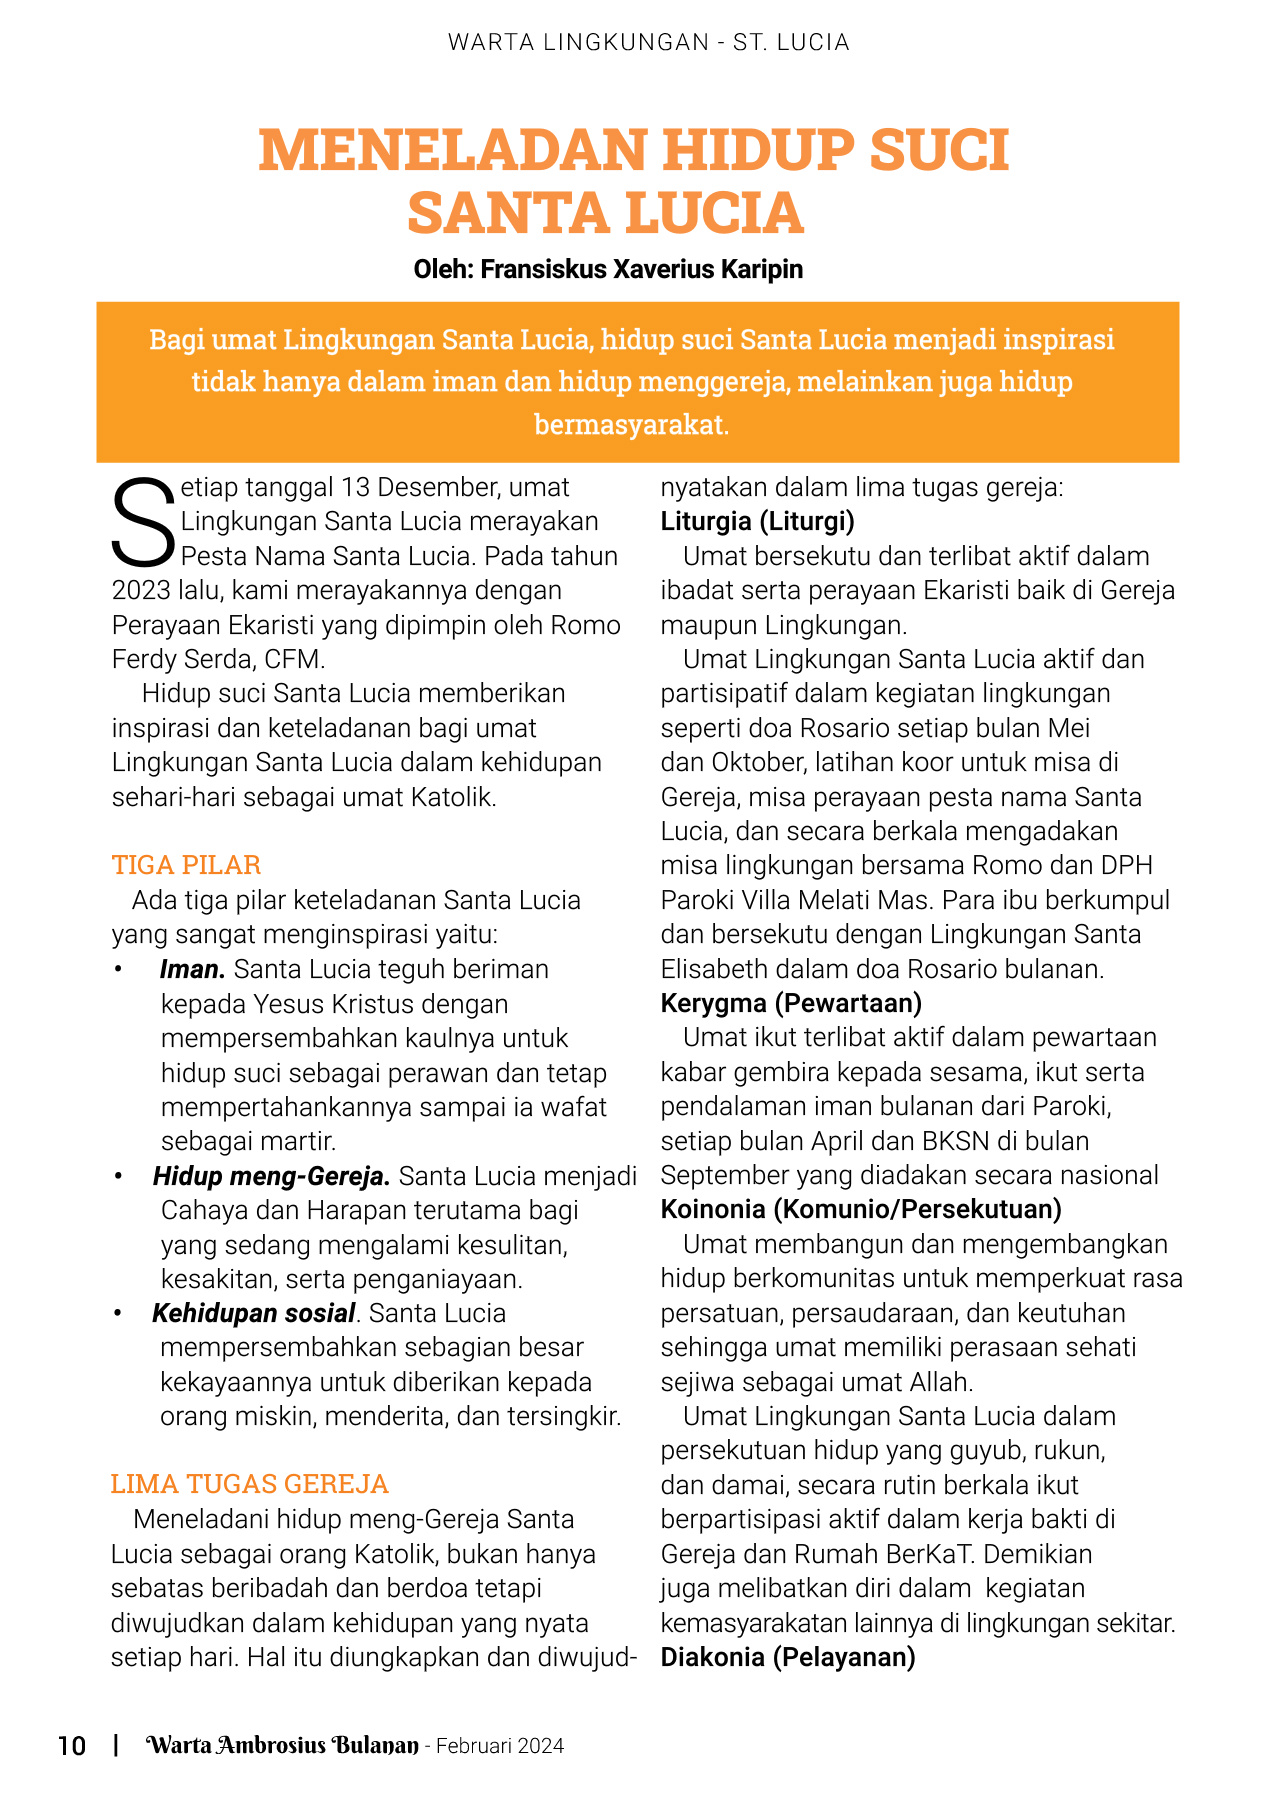 WARTA LINGKUNGAN - ST. LUCIA
MENELADAN HIDUP SUCI
SANTA LUCIA
Oleh: Fransiskus Xaverius Karipin
Bagi umat Lingkungan Santa Lucia, hidup suci Santa Lucia menjadi inspirasi
tidak hanya dalam iman dan hidup menggereja, melainkan juga hidup
bermasyarakat.
Setiap tanggal 13 Desember, umat
Lingkungan Santa Lucia merayakan
Pesta Nama Santa Lucia. Pada tahun
2023 lalu, kami merayakannya dengan
Perayaan Ekaristi yang dipimpin oleh Romo
Ferdy Serda, CFM.
Hidup suci Santa Lucia memberikan
inspirasi dan keteladanan bagi umat
Lingkungan Santa Lucia dalam kehidupan
sehari-hari sebagai umat Katolik.
TIGA PILAR
Ada tiga pilar keteladanan Santa Lucia
yang sangat menginspirasi yaitu:
• Iman. Santa Lucia teguh beriman
kepada Yesus Kristus dengan
mempersembahkan kaulnya untuk
hidup suci sebagai perawan dan tetap
mempertahankannya sampai ia wafat
sebagai martir.
• Hidup meng-Gereja. Santa Lucia menjadi
Cahaya dan Harapan terutama bagi
yang sedang mengalami kesulitan,
kesakitan, serta penganiayaan.
• Kehidupan sosial. Santa Lucia
mempersembahkan sebagian besar
kekayaannya untuk diberikan kepada
orang miskin, menderita, dan tersingkir.
LIMA TUGAS GEREJA
Meneladani hidup meng-Gereja Santa
Lucia sebagai orang Katolik, bukan hanya
sebatas beribadah dan berdoa tetapi
diwujudkan dalam kehidupan yang nyata
setiap hari. Hal itu diungkapkan dan diwujud-
nyatakan dalam lima tugas gereja:
Liturgia (Liturgi)
Umat bersekutu dan terlibat aktif dalam
ibadat serta perayaan Ekaristi baik di Gereja
maupun Lingkungan.
Umat Lingkungan Santa Lucia aktif dan
partisipatif dalam kegiatan lingkungan
seperti doa Rosario setiap bulan Mei
dan Oktober, latihan koor untuk misa di
Gereja, misa perayaan pesta nama Santa
Lucia, dan secara berkala mengadakan
misa lingkungan bersama Romo dan DPH
Paroki Villa Melati Mas. Para ibu berkumpul
dan bersekutu dengan Lingkungan Santa
Elisabeth dalam doa Rosario bulanan.
Kerygma (Pewartaan)
Umat ikut terlibat aktif dalam pewartaan
kabar gembira kepada sesama, ikut serta
pendalaman iman bulanan dari Paroki,
setiap bulan April dan BKSN di bulan
September yang diadakan secara nasional
Koinonia (Komunio/Persekutuan)
Umat membangun dan mengembangkan
hidup berkomunitas untuk memperkuat rasa
persatuan, persaudaraan, dan keutuhan
sehingga umat memiliki perasaan sehati
sejiwa sebagai umat Allah.
Umat Lingkungan Santa Lucia dalam
persekutuan hidup yang guyub, rukun,
dan damai, secara rutin berkala ikut
berpartisipasi aktif dalam kerja bakti di
Gereja dan Rumah BerKaT. Demikian
juga melibatkan diri dalam  kegiatan
kemasyarakatan lainnya di lingkungan sekitar.
Diakonia (Pelayanan)
10 | Warta Ambrosius Bulanan - Februari 2024